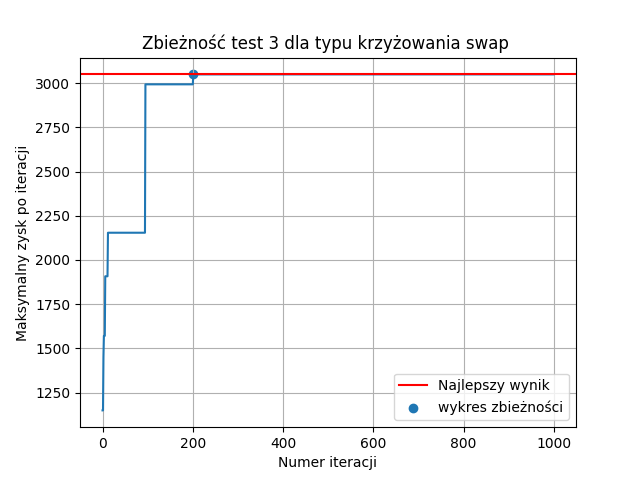 Zbieżność test 3 dla typu krzyżowania swap
Maksymalny zysk po iteracji
3000
2750
2500
2250
2000
1750
1500
1250
Najlepszy wynik
wykres zbieżności
0 200 400 600 800 1000
Numer iteracji